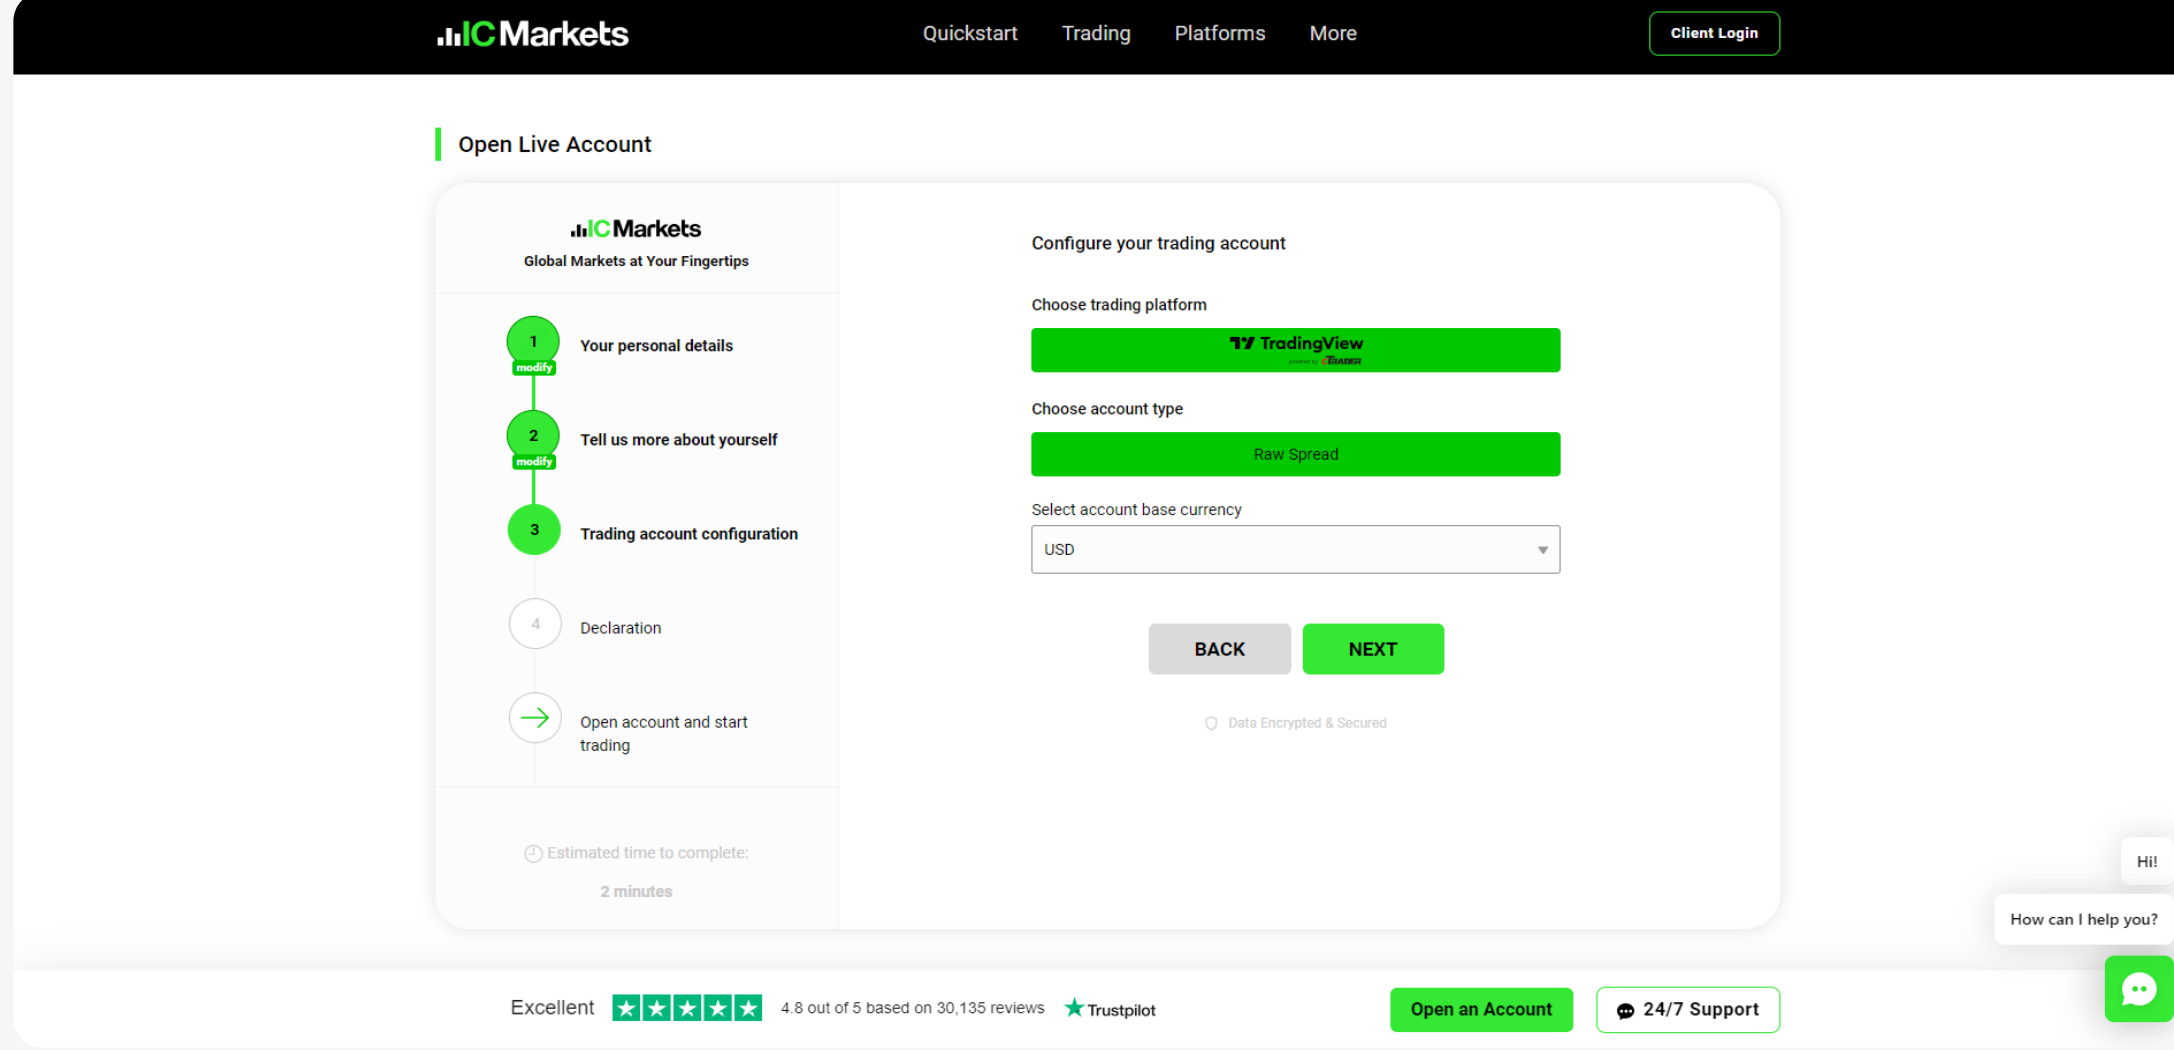 IC Markets
Quickstart Trading Platforms More
Client Login
Open Live Account
IC Markets
Global Markets at Your Fingertips
1
modify
Your personal details
2
modify
Tell us more about yourself
3
Trading account configuration
4
Declaration
Open account and start
trading
Estimated time to complete:
2 minutes
Configure your trading account
Choose trading platform
TradingView
powered by cTRADER
Choose account type
Raw Spread
Select account base currency
USD
BACK NEXT
Data Encrypted & Secured
Hi!
How can I help you?
Excellent 4.8 out of 5 based on 30,135 reviews Trustpilot
Open an Account
24/7 Support